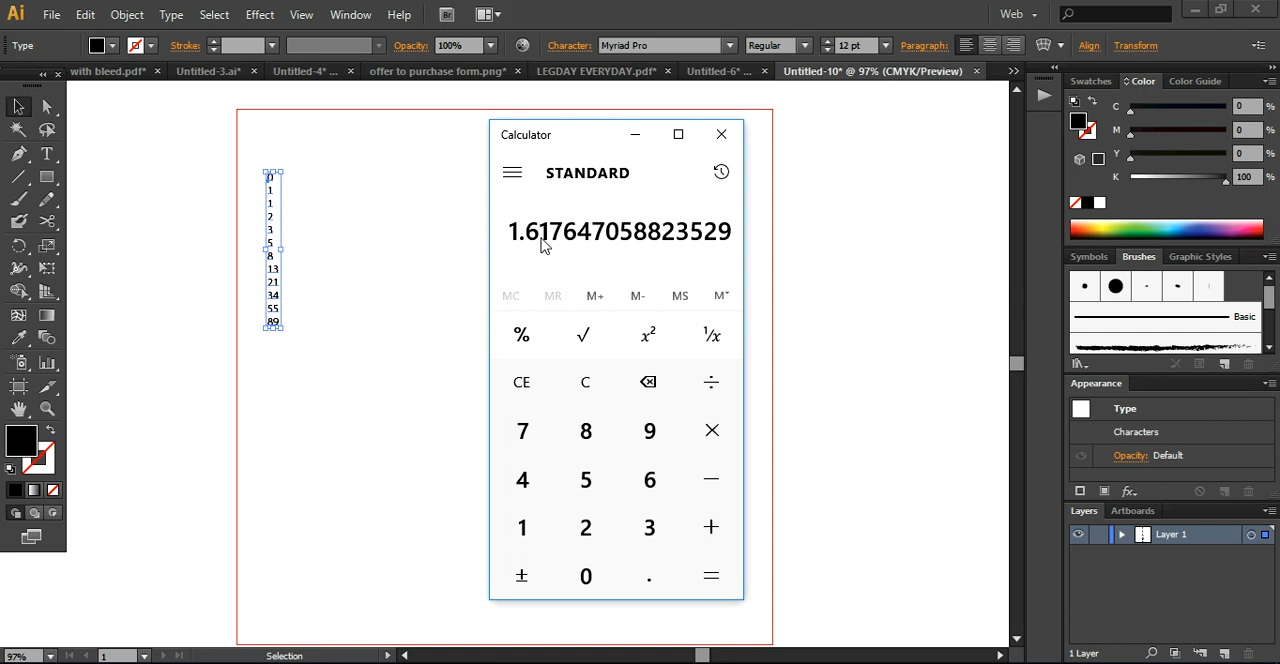 Ai File Edit Object Type Select Effect View Window Help Br Web
Type Stroke: Opacity: 100% Character: Myriad Pro Regular 12 pt Paragraph: Align Transform
with bleed.pdf* × Untitled-3.ai* × Untitled-4* ... × offer to purchase form.png* × LEGDAY EVERYDAY.pdf* × Untitled-6* ... × Untitled-10* @ 97% (CMYK/Preview) ×
Swatches Color Color Guide
C 0 %
M 0 %
Y 0 %
K 100 %
Symbols Brushes Graphic Styles
Basic
Appearance
Type
Characters
Opacity: Default
fx
Layers Artboards
Layer 1
1 Layer
0
1
1
2
3
5
8
13
21
34
55
89
Calculator
STANDARD
1.617647058823529
MC MR M+ M- MS M˅
% √ x² ¹/x
CE C ⌫ ÷
7 8 9 ×
4 5 6 −
1 2 3 +
± 0 . =
97% 1 Selection